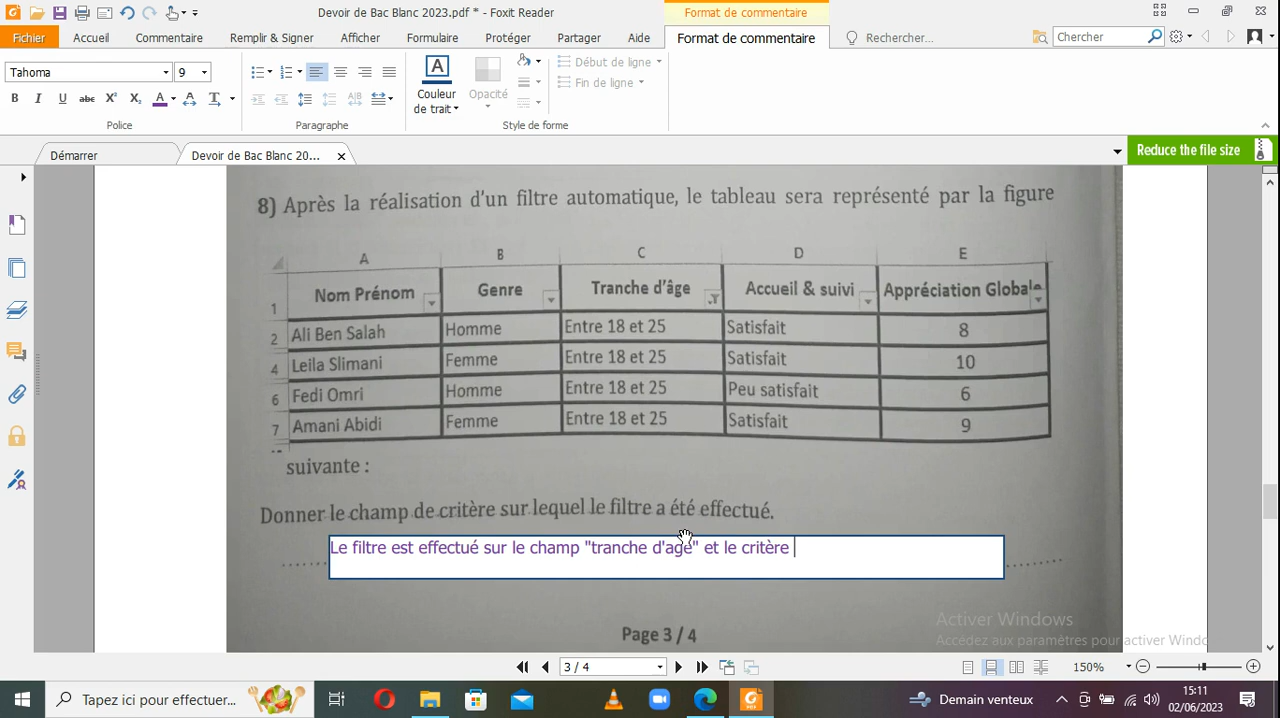 Devoir de Bac Blanc 2023.pdf * - Foxit Reader
Format de commentaire
Fichier
Accueil
Commentaire
Remplir & Signer
Afficher
Formulaire
Protéger
Partager
Aide
Format de commentaire
Rechercher...
Chercher
Tahoma
9
Début de ligne
Fin de ligne
Couleur
de trait
Opacité
Police
Paragraphe
Style de forme
Démarrer
Devoir de Bac Blanc 20...
Reduce the file size
8) Après la réalisation d'un filtre automatique, le tableau sera représenté par la figure
A B C D E
1 Nom Prénom Genre Tranche d'âge Accueil & suivi Appréciation Globale
2 Ali Ben Salah Homme Entre 18 et 25 Satisfait 8
4 Leila Slimani Femme Entre 18 et 25 Satisfait 10
6 Fedi Omri Homme Entre 18 et 25 Peu satisfait 6
7 Amani Abidi Femme Entre 18 et 25 Satisfait 9
suivante :
Donner le champ de critère sur lequel le filtre a été effectué.
Le filtre est effectué sur le champ "tranche d'age" et le critère
Page 3 / 4
Activer Windows
Accédez aux paramètres pour activer Windo
3 / 4
150%
Tapez ici pour effectuer...
Demain venteux
15:11
02/06/2023